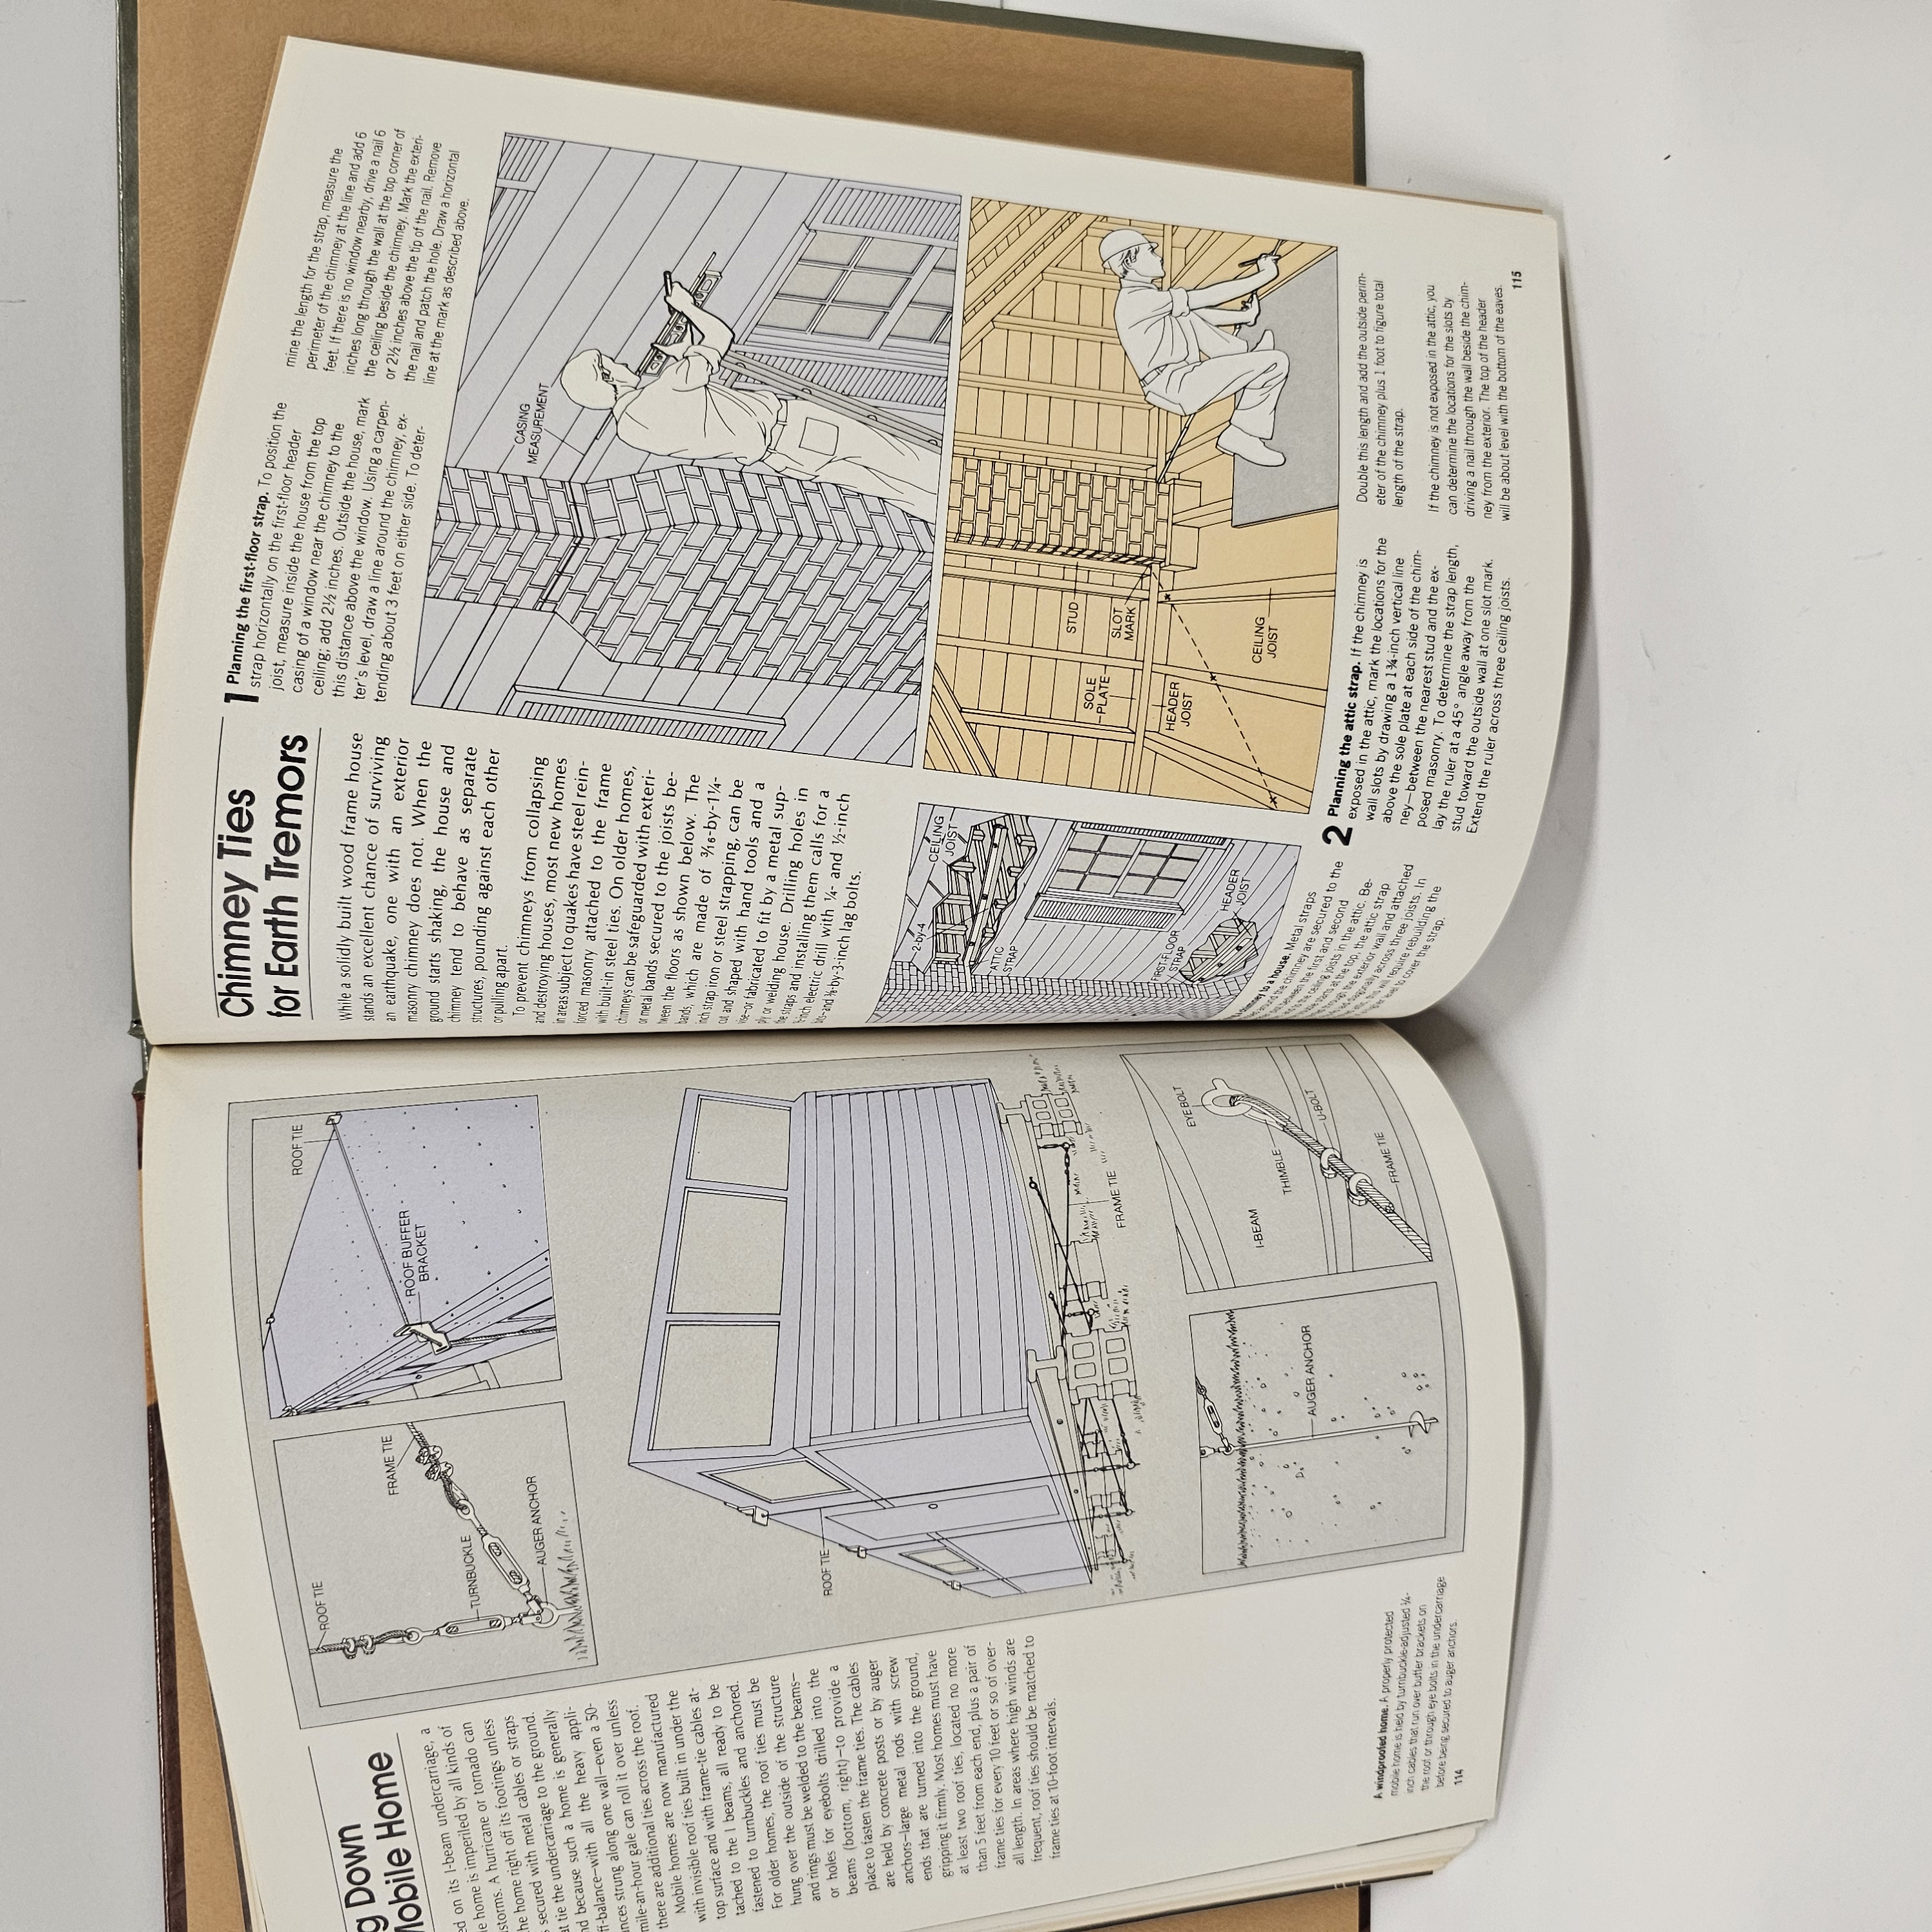 g Down
Mobile Home
ed on its I-beam undercarriage, a
le home is imperiled by all kinds of
storms. A hurricane or tornado can
the home right off its footings unless
s secured with metal cables or straps
at tie the undercarriage to the ground.
nd because such a home is generally
ff-balance—with all the heavy appli-
ances strung along one wall—even a 50-
mile-an-hour gale can roll it over unless
there are additional ties across the roof.
Mobile homes are now manufactured
with invisible roof ties built in under the
top surface and with frame-tie cables at-
tached to the I beams, all ready to be
fastened to turnbuckles and anchored.
For older homes, the roof ties must be
hung over the outside of the structure
and rings must be welded to the beams—
or holes for eyebolts drilled into the
beams (bottom, right)—to provide a
place to fasten the frame ties. The cables
are held by concrete posts or by auger
anchors—large metal rods with screw
ends that are turned into the ground,
gripping it firmly. Most homes must have
at least two roof ties, located no more
than 5 feet from each end, plus a pair of
frame ties for every 10 feet or so of over-
all length. In areas where high winds are
frequent, roof ties should be matched to
frame ties at 10-foot intervals.
ROOF TIE
FRAME TIE
TURNBUCKLE
AUGER ANCHOR
ROOF TIE
ROOF BUFFER
BRACKET
ROOF TIE
FRAME TIE
AUGER ANCHOR
EYE BOLT
I-BEAM
THIMBLE
U-BOLT
FRAME TIE
A windproofed home. A properly protected
mobile home is held by turnbuckle-adjusted ¼-
inch cables that run over buffer brackets on
the roof or through eye bolts in the undercarriage
before being secured to auger anchors.
114
Chimney Ties
for Earth Tremors
While a solidly built wood frame house
stands an excellent chance of surviving
an earthquake, one with an exterior
masonry chimney does not. When the
ground starts shaking, the house and
chimney tend to behave as separate
structures, pounding against each other
or pulling apart.
To prevent chimneys from collapsing
and destroying houses, most new homes
in areas subject to quakes have steel rein-
forced masonry attached to the frame
with built-in steel ties. On older homes,
chimneys can be safeguarded with exteri-
or metal bands secured to the joists be-
tween the floors as shown below. The
bands, which are made of 3/16-by-1¼-
inch strap iron or steel strapping, can be
cut and shaped with hand tools and a
vise—or fabricated to fit by a metal sup-
ply or welding house. Drilling holes in
the straps and installing them calls for a
-inch electric drill with ¼- and ½-inch
bits—and ⅜-by-3-inch lag bolts.
2-by-4
CEILING
JOIST
ATTIC
STRAP
FIRST-FLOOR
STRAP
HEADER
JOIST
chimney to a house. Metal straps
around the chimney are secured to the
between the first and second
the ceiling joists in the attic. Be-
starts at the top, the attic strap
through the exterior wall and attached
diagonally across three joists. In
this will require rebuilding the
level to cover the strap.
1 Planning the first-floor strap. To position the
strap horizontally on the first-floor header
joist, measure inside the house from the top
casing of a window near the chimney to the
ceiling; add 2½ inches. Outside the house, mark
this distance above the window. Using a carpen-
ter's level, draw a line around the chimney, ex-
tending about 3 feet on either side. To deter-
mine the length for the strap, measure the
perimeter of the chimney at the line and add 6
feet. If there is no window nearby, drive a nail 6
inches long through the wall at the top corner of
the ceiling beside the chimney. Mark the exteri-
or 2½ inches above the tip of the nail. Remove
the nail and patch the hole. Draw a horizontal
line at the mark as described above.
CASING
MEASUREMENT
STUD
SOLE
PLATE
SLOT
MARK
HEADER
JOIST
CEILING
JOIST
2 Planning the attic strap. If the chimney is
exposed in the attic, mark the locations for the
wall slots by drawing a 1¾-inch vertical line
above the sole plate at each side of the chim-
ney—between the nearest stud and the ex-
posed masonry. To determine the strap length,
lay the ruler at a 45° angle away from the
stud toward the outside wall at one slot mark.
Extend the ruler across three ceiling joists.
Double this length and add the outside perim-
eter of the chimney plus 1 foot to figure total
length of the strap.
If the chimney is not exposed in the attic, you
can determine the locations for the slots by
driving a nail through the wall beside the chim-
ney from the exterior. The top of the header
will be about level with the bottom of the eaves.
115